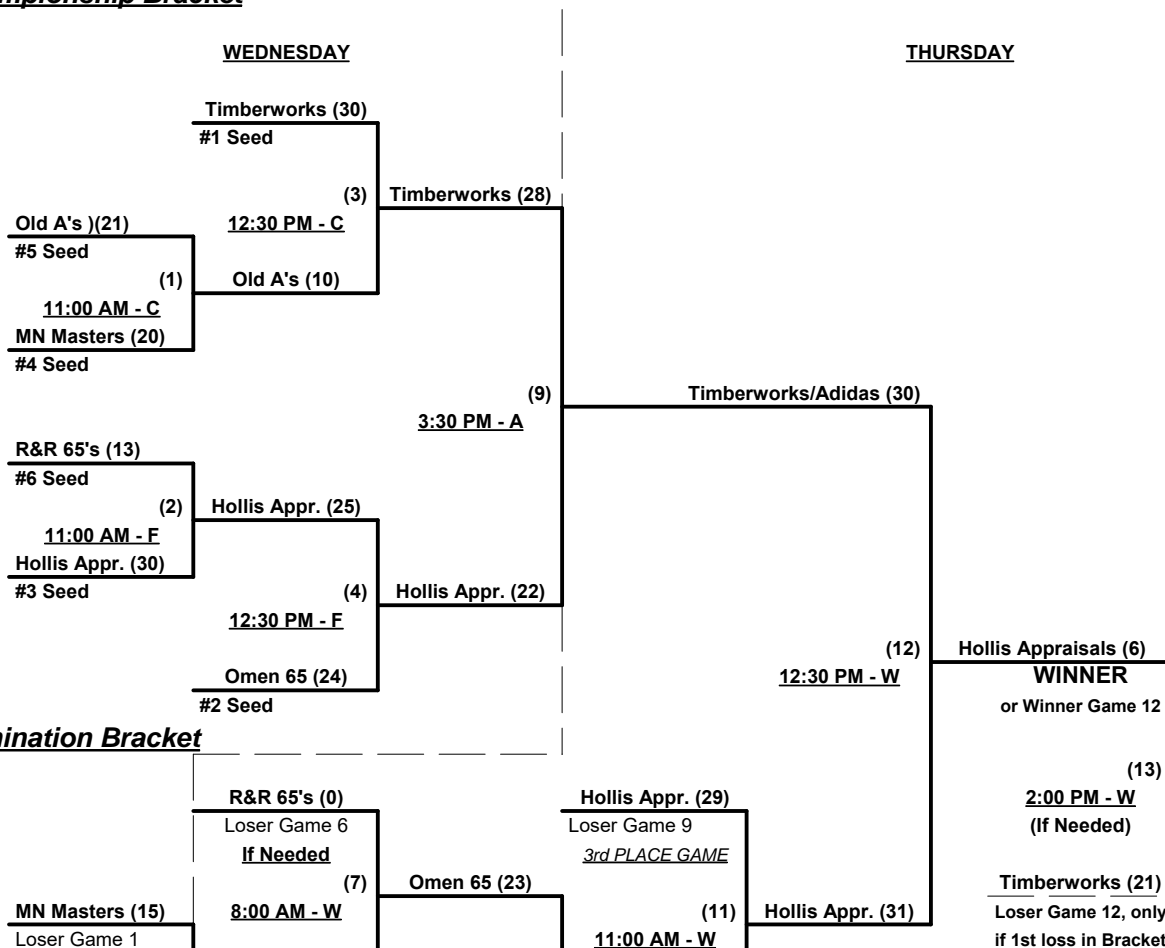 WEDNESDAY
THURSDAY
Timberworks (30)
#1 Seed
(3)
12:30 PM - C
Timberworks (28)
Old A's )(21)
#5 Seed
(1)
11:00 AM - C
Old A's (10)
MN Masters (20)
#4 Seed
(9)
3:30 PM - A
Timberworks/Adidas (30)
R&R 65's (13)
#6 Seed
(2)
11:00 AM - F
Hollis Appr. (25)
Hollis Appr. (30)
#3 Seed
(4)
12:30 PM - F
Hollis Appr. (22)
Omen 65 (24)
#2 Seed
(12)
12:30 PM - W
Hollis Appraisals (6)
WINNER
or Winner Game 12
mination Bracket
(13)
2:00 PM - W
(If Needed)
R&R 65's (0)
Loser Game 6
If Needed
(7)
8:00 AM - W
Omen 65 (23)
Hollis Appr. (29)
Loser Game 9
3rd PLACE GAME
(11)
11:00 AM - W
Hollis Appr. (31)
Timberworks (21)
Loser Game 12, only
if 1st loss in Bracket
MN Masters (15)
Loser Game 1